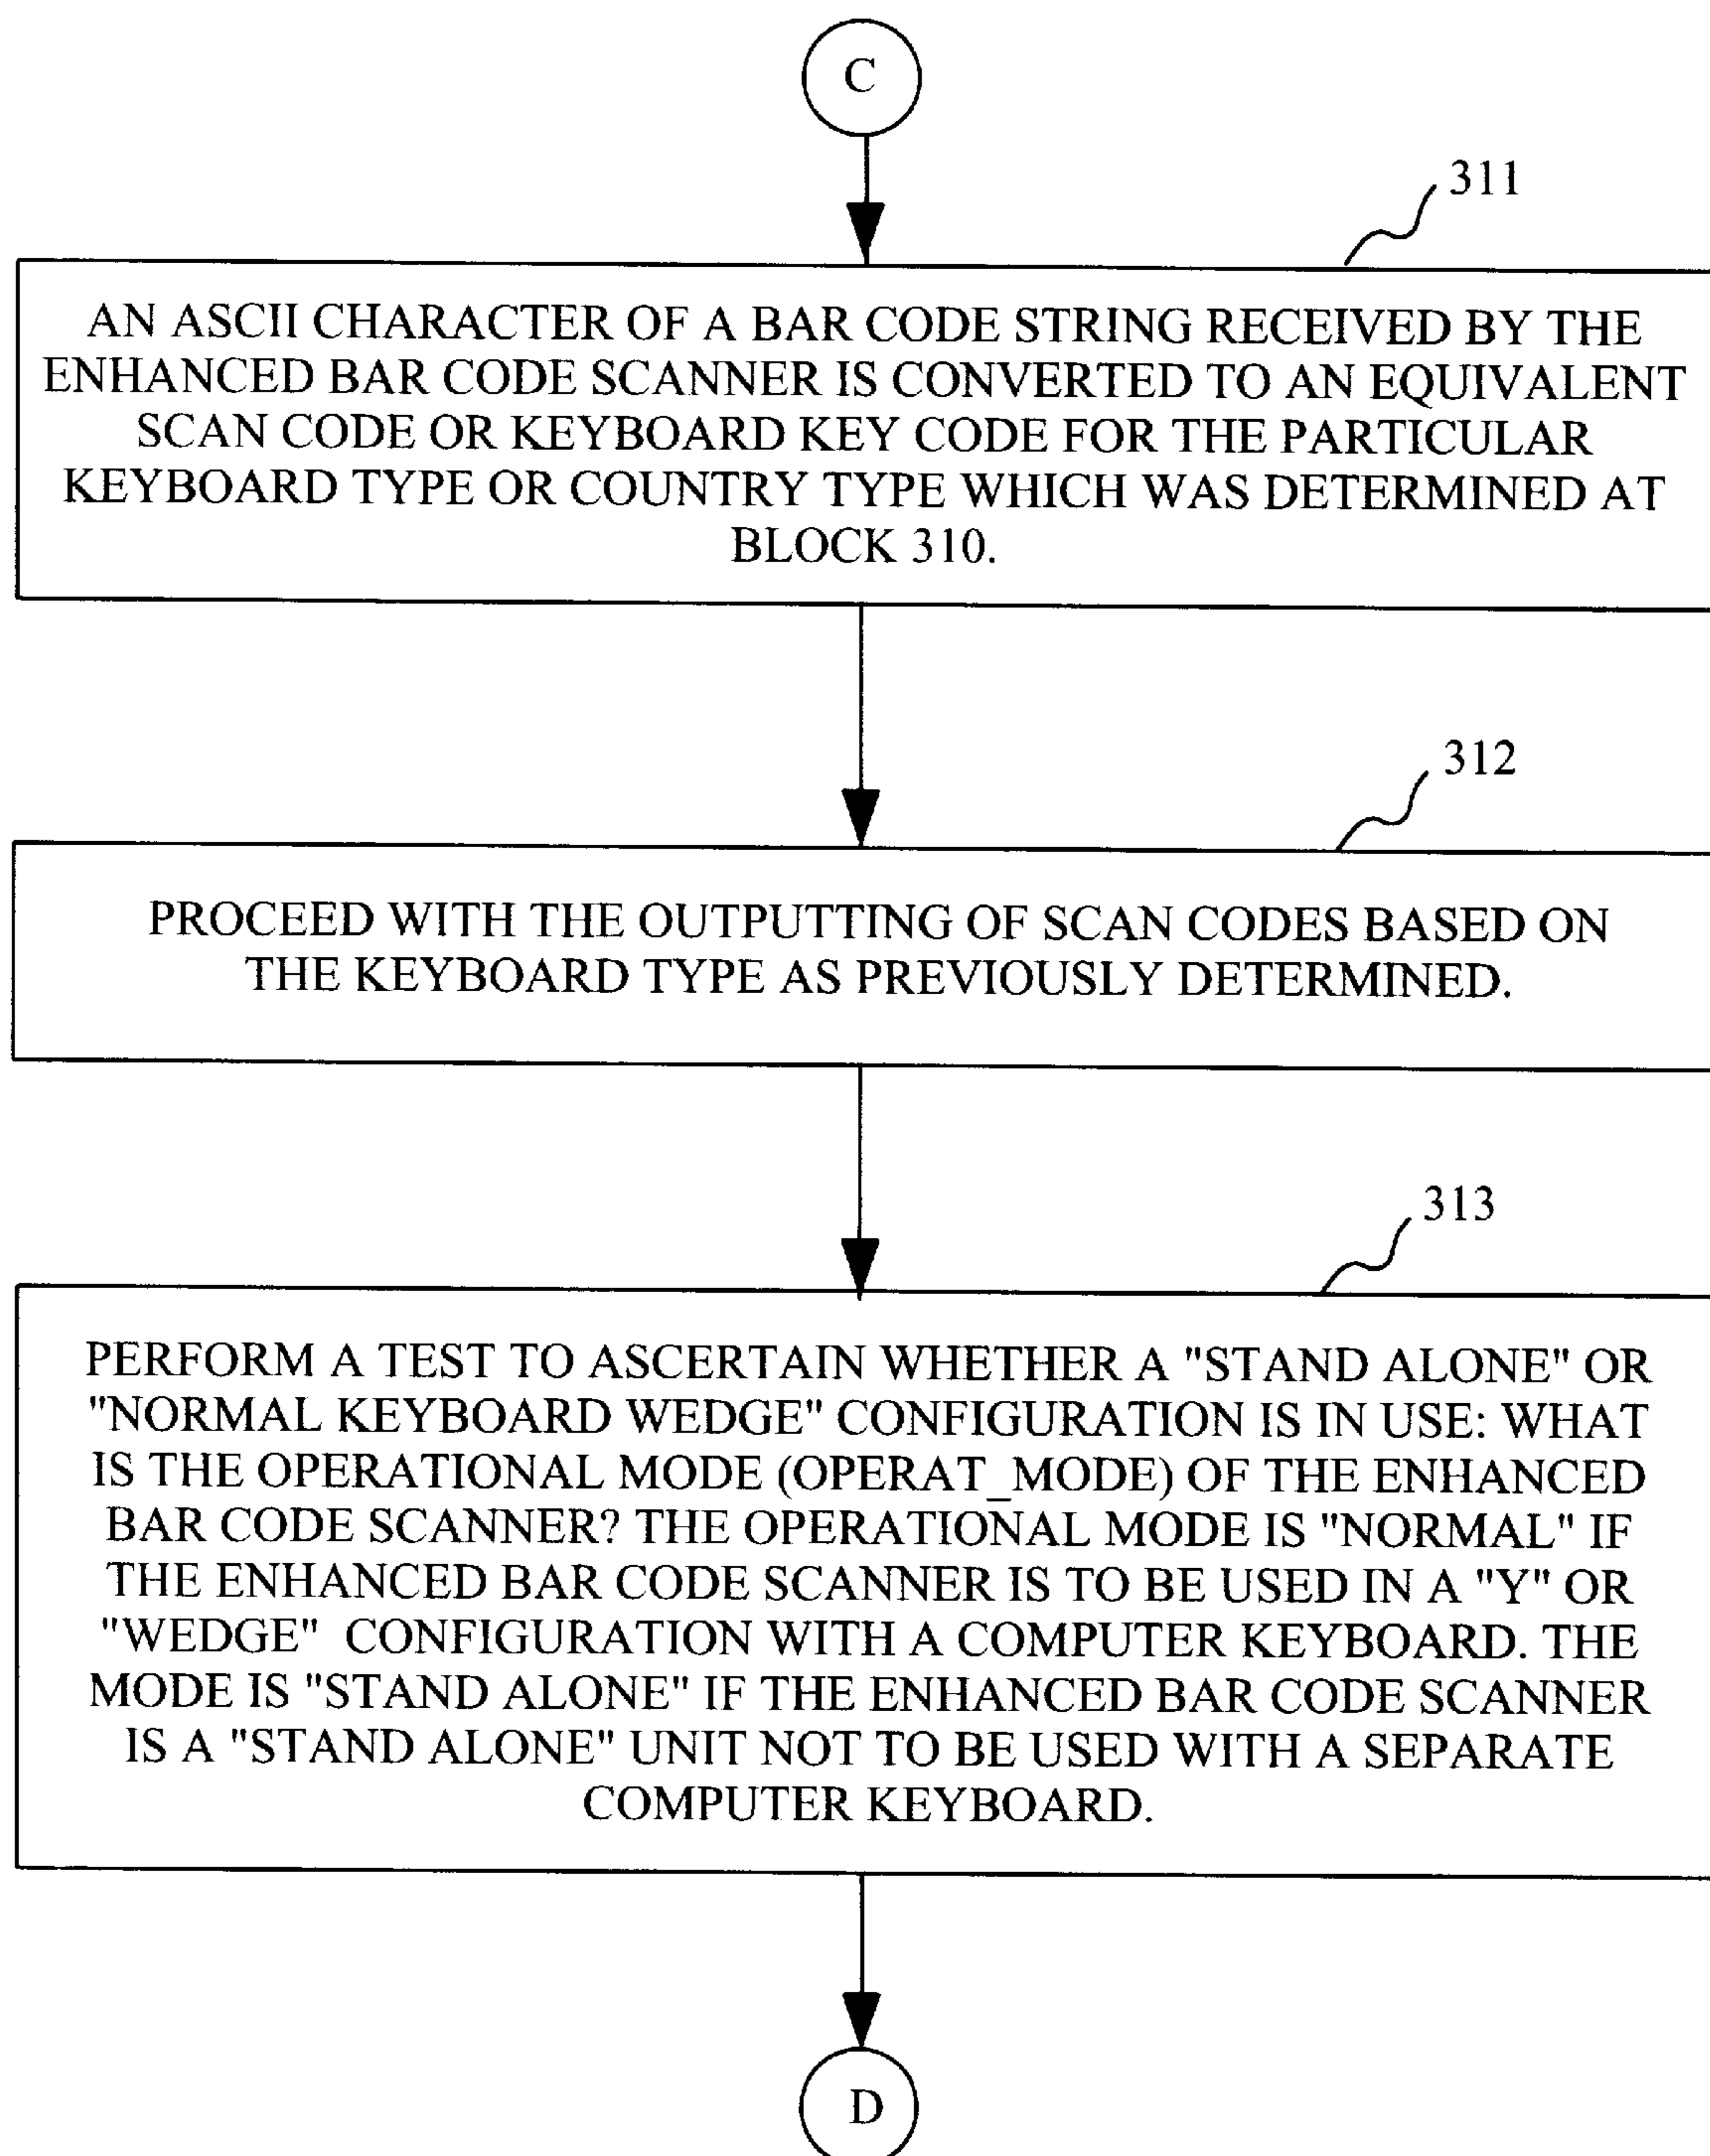 C
311
AN ASCII CHARACTER OF A BAR CODE STRING RECEIVED BY THE
ENHANCED BAR CODE SCANNER IS CONVERTED TO AN EQUIVALENT
SCAN CODE OR KEYBOARD KEY CODE FOR THE PARTICULAR
KEYBOARD TYPE OR COUNTRY TYPE WHICH WAS DETERMINED AT
BLOCK 310.
312
PROCEED WITH THE OUTPUTTING OF SCAN CODES BASED ON
THE KEYBOARD TYPE AS PREVIOUSLY DETERMINED.
313
PERFORM A TEST TO ASCERTAIN WHETHER A "STAND ALONE" OR
"NORMAL KEYBOARD WEDGE" CONFIGURATION IS IN USE: WHAT
IS THE OPERATIONAL MODE (OPERAT_MODE) OF THE ENHANCED
BAR CODE SCANNER? THE OPERATIONAL MODE IS "NORMAL" IF
THE ENHANCED BAR CODE SCANNER IS TO BE USED IN A "Y" OR
"WEDGE" CONFIGURATION WITH A COMPUTER KEYBOARD. THE
MODE IS "STAND ALONE" IF THE ENHANCED BAR CODE SCANNER
IS A "STAND ALONE" UNIT NOT TO BE USED WITH A SEPARATE
COMPUTER KEYBOARD.
D